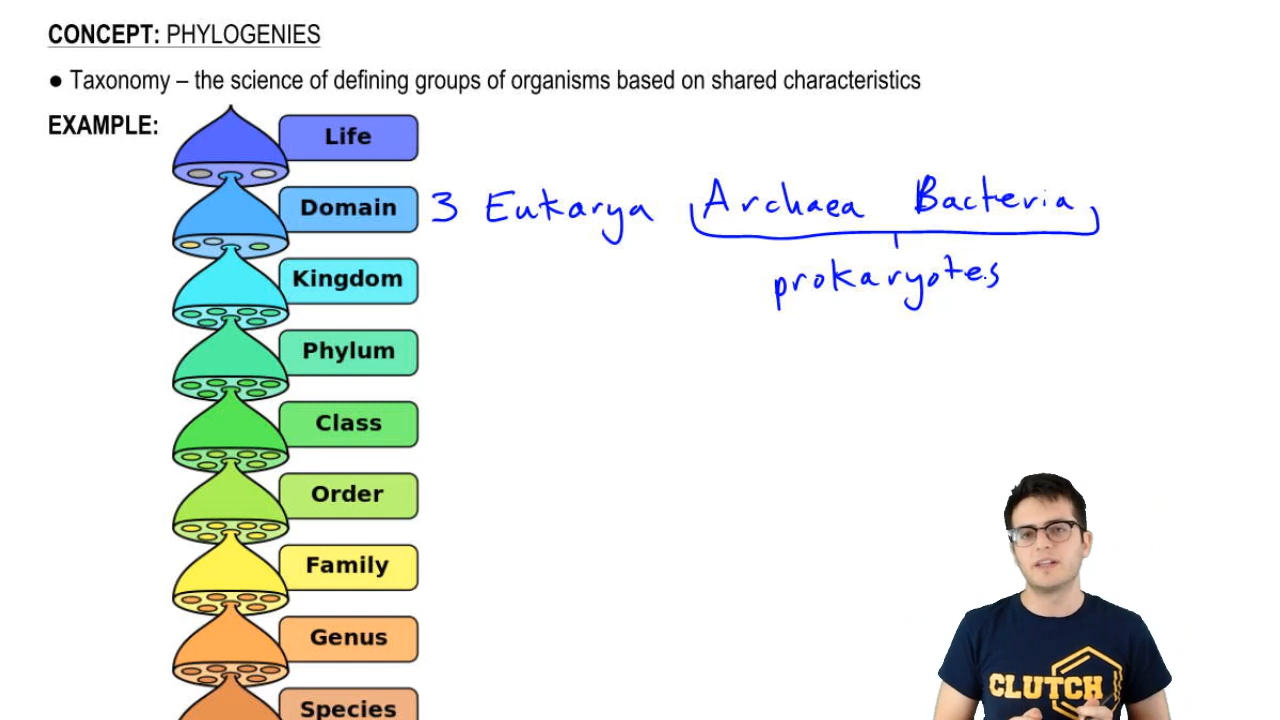 CONCEPT: PHYLOGENIES
● Taxonomy – the science of defining groups of organisms based on shared characteristics
EXAMPLE:
Life
Domain
3 Eukarya Archaea Bacteria
prokaryotes
Kingdom
Phylum
Class
Order
Family
Genus
Species
CLUTCH